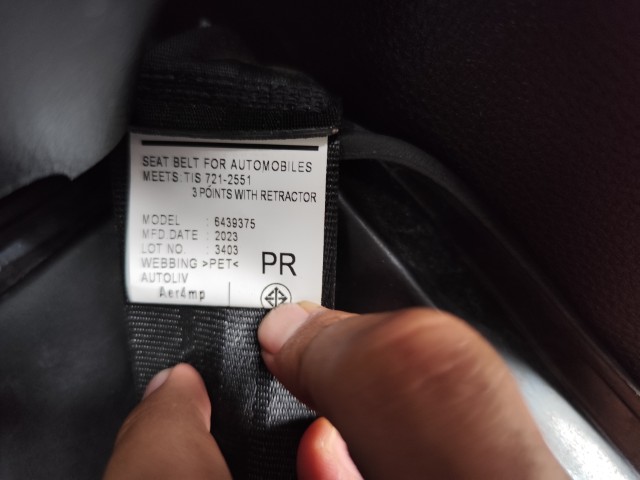 SEAT BELT FOR AUTOMOBILES
MEETS. TIS 721-2551
3 POINTS WITH RETRACTOR
MODEL : 6439375
MFD.DATE : 2023
LOT NO. : 3403
WEBBING >PET< PR
AUTOLIV
Aer4mp